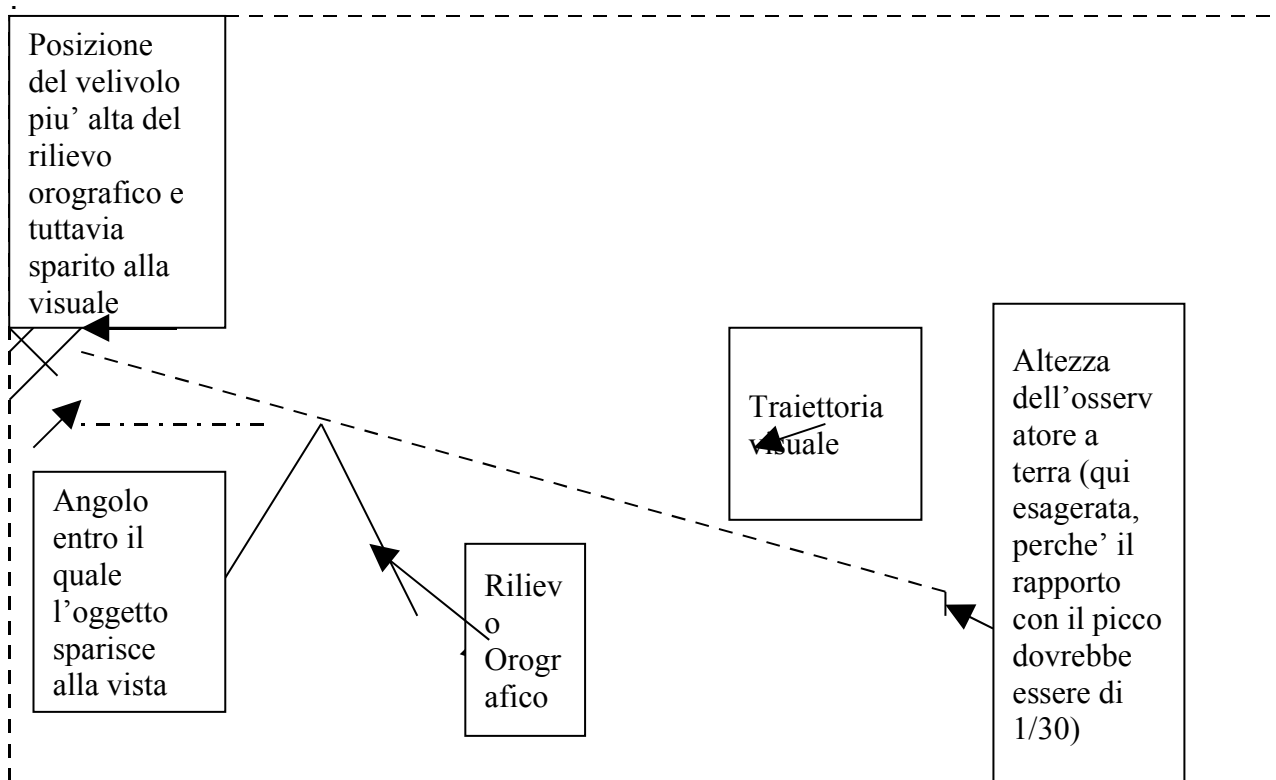 Posizione
del velivolo
piu’ alta del
rilievo
orografico e
tuttavia
sparito alla
visuale
Traiettoria
visuale
Altezza
dell’osserv
atore a
terra (qui
esagerata,
perche’ il
rapporto
con il picco
dovrebbe
essere di
1/30)
Angolo
entro il
quale
l’oggetto
sparisce
alla vista
Riliev
o
Orogr
afico